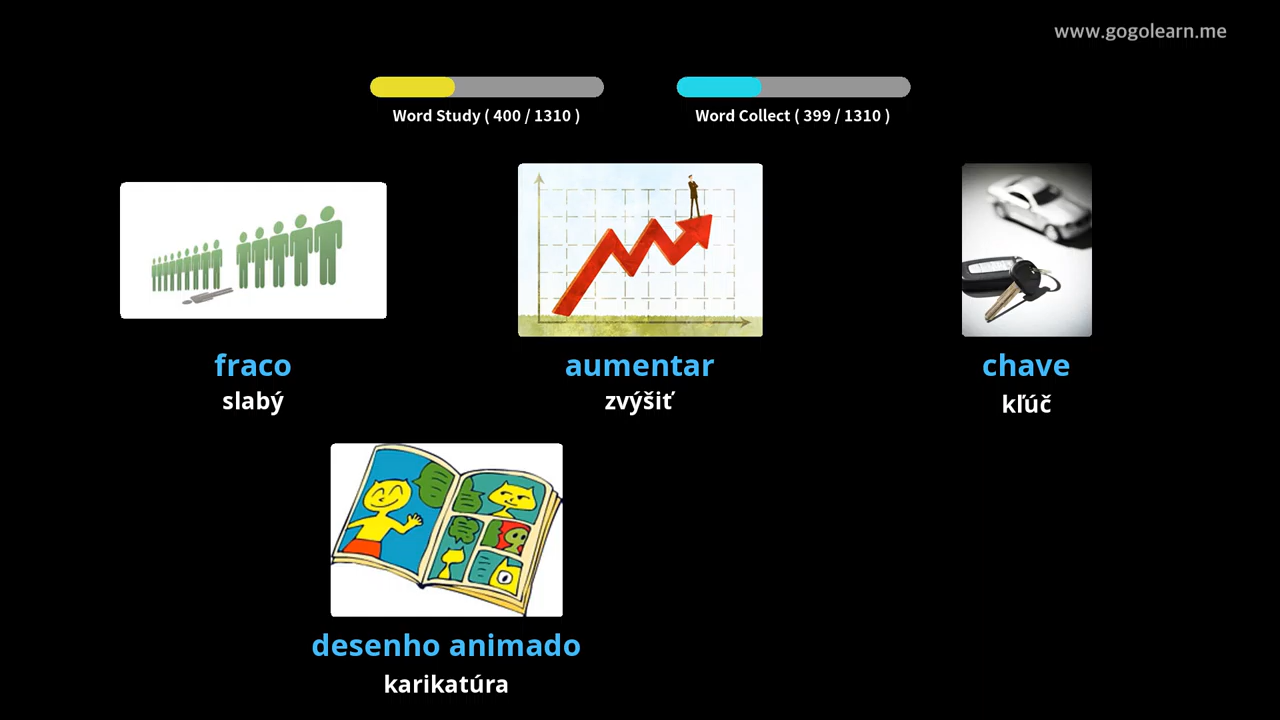 www.gogolearn.me
Word Study ( 400 / 1310 )
Word Collect ( 399 / 1310 )
fraco
slabý
aumentar
zvýšiť
chave
kľúč
desenho animado
karikatúra